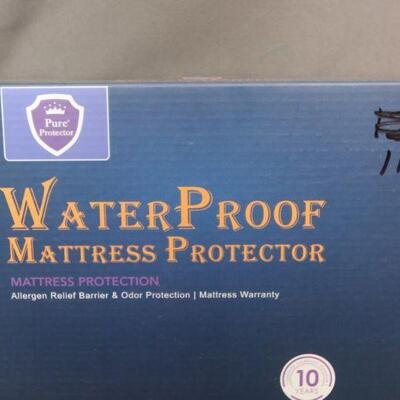 Pure®
Protector
WATERPROOF
MATTRESS PROTECTOR
MATTRESS PROTECTION
Allergen Relief Barrier & Odor Protection | Mattress Warranty
10
YEARS